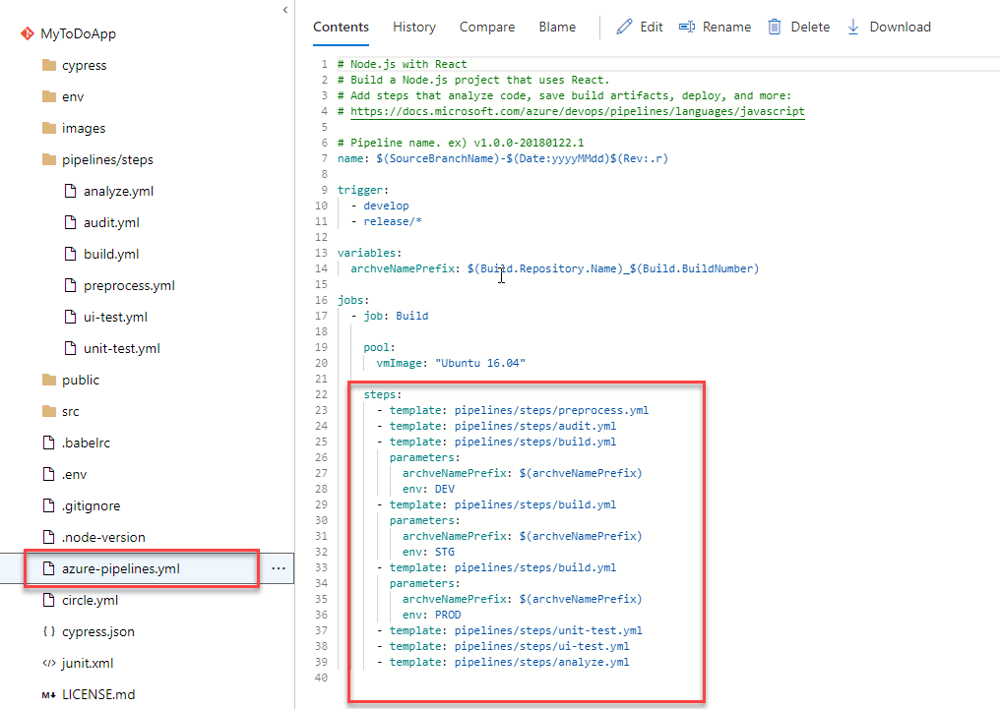 MyToDoApp
cypress
env
images
pipelines/steps
analyze.yml
audit.yml
build.yml
preprocess.yml
ui-test.yml
unit-test.yml
public
src
.babelrc
.env
.gitignore
.node-version
azure-pipelines.yml
circle.yml
{ } cypress.json
</> junit.xml
M↓ LICENSE.md
Contents History Compare Blame Edit Rename Delete Download
1 # Node.js with React
2 # Build a Node.js project that uses React.
3 # Add steps that analyze code, save build artifacts, deploy, and more:
4 # https://docs.microsoft.com/azure/devops/pipelines/languages/javascript
5
6 # Pipeline name. ex) v1.0.0-20180122.1
7 name: $(SourceBranchName)-$(Date:yyyyMMdd)$(Rev:.r)
8
9 trigger:
10 - develop
11 - release/*
12
13 variables:
14 archveNamePrefix: $(Build.Repository.Name)_$(Build.BuildNumber)
15
16 jobs:
17 - job: Build
18
19 pool:
20 vmImage: "Ubuntu 16.04"
21
22 steps:
23 - template: pipelines/steps/preprocess.yml
24 - template: pipelines/steps/audit.yml
25 - template: pipelines/steps/build.yml
26 parameters:
27 archveNamePrefix: $(archveNamePrefix)
28 env: DEV
29 - template: pipelines/steps/build.yml
30 parameters:
31 archveNamePrefix: $(archveNamePrefix)
32 env: STG
33 - template: pipelines/steps/build.yml
34 parameters:
35 archveNamePrefix: $(archveNamePrefix)
36 env: PROD
37 - template: pipelines/steps/unit-test.yml
38 - template: pipelines/steps/ui-test.yml
39 - template: pipelines/steps/analyze.yml
40